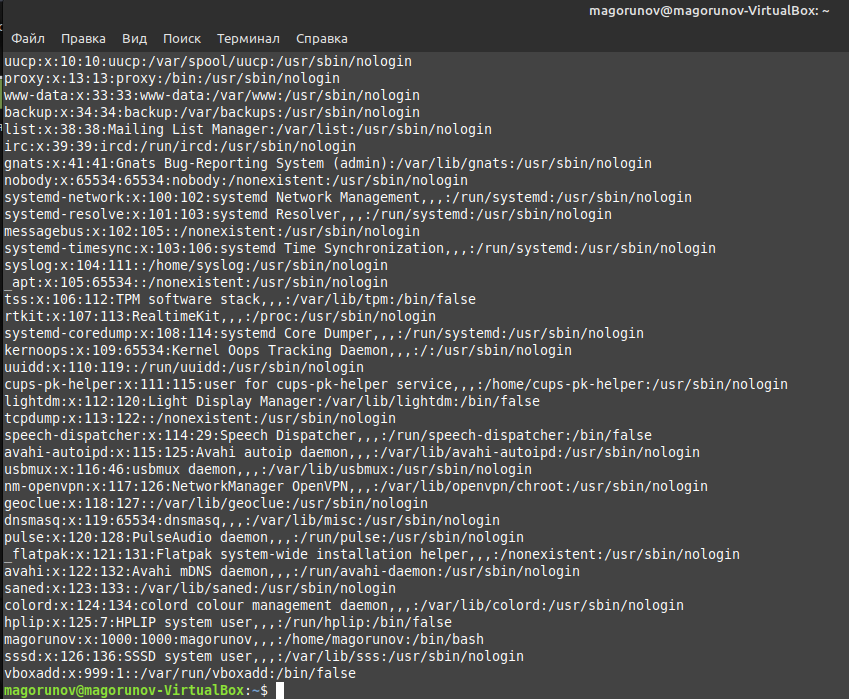 magorunov@magorunov-VirtualBox: ~
Файл Правка Вид Поиск Терминал Справка
uucp:x:10:10:uucp:/var/spool/uucp:/usr/sbin/nologin
proxy:x:13:13:proxy:/bin:/usr/sbin/nologin
www-data:x:33:33:www-data:/var/www:/usr/sbin/nologin
backup:x:34:34:backup:/var/backups:/usr/sbin/nologin
list:x:38:38:Mailing List Manager:/var/list:/usr/sbin/nologin
irc:x:39:39:ircd:/run/ircd:/usr/sbin/nologin
gnats:x:41:41:Gnats Bug-Reporting System (admin):/var/lib/gnats:/usr/sbin/nologin
nobody:x:65534:65534:nobody:/nonexistent:/usr/sbin/nologin
systemd-network:x:100:102:systemd Network Management,,,:/run/systemd:/usr/sbin/nologin
systemd-resolve:x:101:103:systemd Resolver,,,:/run/systemd:/usr/sbin/nologin
messagebus:x:102:105::/nonexistent:/usr/sbin/nologin
systemd-timesync:x:103:106:systemd Time Synchronization,,,:/run/systemd:/usr/sbin/nologin
syslog:x:104:111::/home/syslog:/usr/sbin/nologin
_apt:x:105:65534::/nonexistent:/usr/sbin/nologin
tss:x:106:112:TPM software stack,,,:/var/lib/tpm:/bin/false
rtkit:x:107:113:RealtimeKit,,,:/proc:/usr/sbin/nologin
systemd-coredump:x:108:114:systemd Core Dumper,,,:/run/systemd:/usr/sbin/nologin
kernoops:x:109:65534:Kernel Oops Tracking Daemon,,,:/:/usr/sbin/nologin
uuidd:x:110:119::/run/uuidd:/usr/sbin/nologin
cups-pk-helper:x:111:115:user for cups-pk-helper service,,,:/home/cups-pk-helper:/usr/sbin/nologin
lightdm:x:112:120:Light Display Manager:/var/lib/lightdm:/bin/false
tcpdump:x:113:122::/nonexistent:/usr/sbin/nologin
speech-dispatcher:x:114:29:Speech Dispatcher,,,:/run/speech-dispatcher:/bin/false
avahi-autoipd:x:115:125:Avahi autoip daemon,,,:/var/lib/avahi-autoipd:/usr/sbin/nologin
usbmux:x:116:46:usbmux daemon,,,:/var/lib/usbmux:/usr/sbin/nologin
nm-openvpn:x:117:126:NetworkManager OpenVPN,,,:/var/lib/openvpn/chroot:/usr/sbin/nologin
geoclue:x:118:127::/var/lib/geoclue:/usr/sbin/nologin
dnsmasq:x:119:65534:dnsmasq,,,:/var/lib/misc:/usr/sbin/nologin
pulse:x:120:128:PulseAudio daemon,,,:/run/pulse:/usr/sbin/nologin
_flatpak:x:121:131:Flatpak system-wide installation helper,,,:/nonexistent:/usr/sbin/nologin
avahi:x:122:132:Avahi mDNS daemon,,,:/run/avahi-daemon:/usr/sbin/nologin
saned:x:123:133::/var/lib/saned:/usr/sbin/nologin
colord:x:124:134:colord colour management daemon,,,:/var/lib/colord:/usr/sbin/nologin
hplip:x:125:7:HPLIP system user,,,:/run/hplip:/bin/false
magorunov:x:1000:1000:magorunov,,,:/home/magorunov:/bin/bash
sssd:x:126:136:SSSD system user,,,:/var/lib/sss:/usr/sbin/nologin
vboxadd:x:999:1::/var/run/vboxadd:/bin/false
magorunov@magorunov-VirtualBox:~$